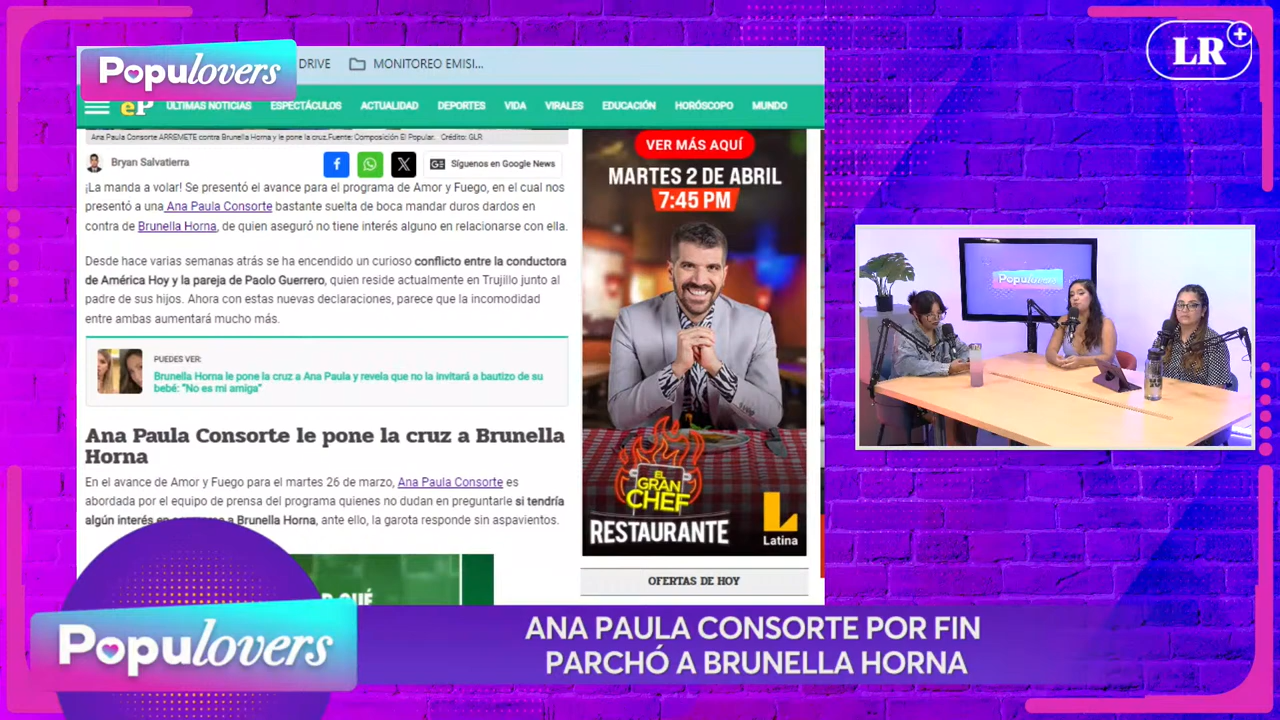 LR+
Populovers
DRIVE
MONITOREO EMISI...
eP
ÚLTIMAS NOTICIAS ESPECTÁCULOS ACTUALIDAD DEPORTES VIDA VIRALES EDUCACIÓN HORÓSCOPO MUNDO
Ana Paula Consorte ARREMETE contra Brunella Horna y le pone la cruz.Fuente: Composición El Popular. Crédito: GLR
Bryan Salvatierra
Síguenos en Google News
¡La manda a volar! Se presentó el avance para el programa de Amor y Fuego, en el cual nos
presentó a una Ana Paula Consorte bastante suelta de boca mandar duros dardos en
contra de Brunella Horna, de quien aseguró no tiene interés alguno en relacionarse con ella.
Desde hace varias semanas atrás se ha encendido un curioso conflicto entre la conductora
de América Hoy y la pareja de Paolo Guerrero, quien reside actualmente en Trujillo junto al
padre de sus hijos. Ahora con estas nuevas declaraciones, parece que la incomodidad
entre ambas aumentará mucho más.
PUEDES VER:
Brunella Horna le pone la cruz a Ana Paula y revela que no la invitará a bautizo de su
bebé: "No es mi amiga"
Ana Paula Consorte le pone la cruz a Brunella
Horna
En el avance de Amor y Fuego para el martes 26 de marzo, Ana Paula Consorte es
abordada por el equipo de prensa del programa quienes no dudan en preguntarle si tendría
algún interés en a Brunella Horna, ante ello, la garota responde sin aspavientos.
VER MÁS AQUÍ
MARTES 2 DE ABRIL
7:45 PM
EL
GRAN
CHEF
RESTAURANTE
Latina
OFERTAS DE HOY
Populovers
Populovers
ANA PAULA CONSORTE POR FIN
PARCHÓ A BRUNELLA HORNA